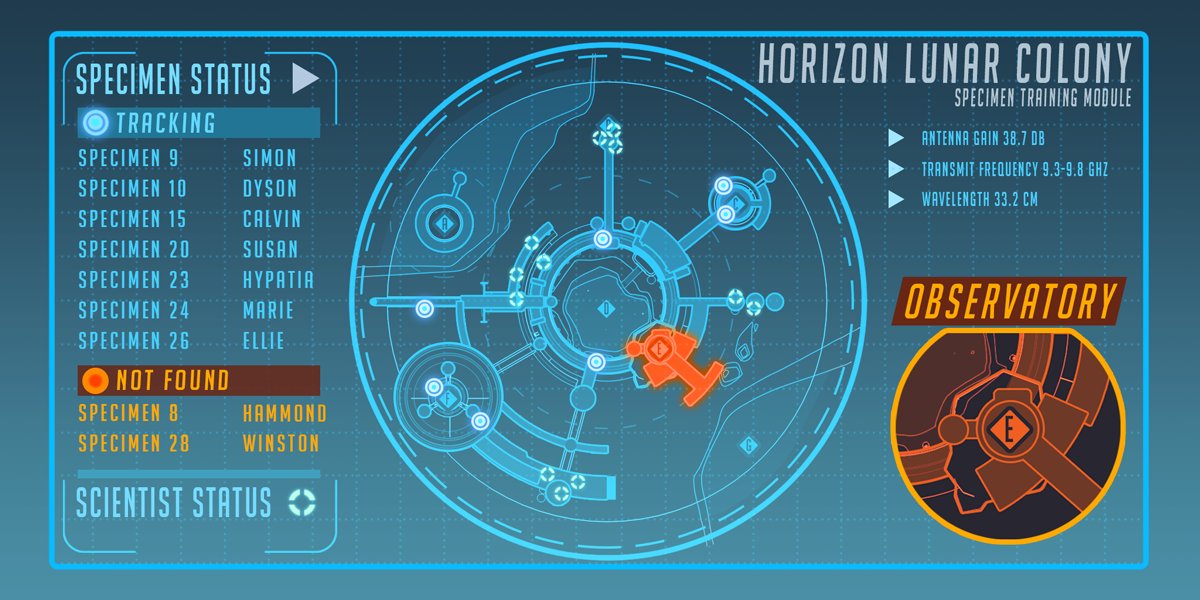 SPECIMEN STATUS
TRACKING
SPECIMEN 9 SIMON
SPECIMEN 10 DYSON
SPECIMEN 15 CALVIN
SPECIMEN 20 SUSAN
SPECIMEN 23 HYPATIA
SPECIMEN 24 MARIE
SPECIMEN 26 ELLIE
NOT FOUND
SPECIMEN 8 HAMMOND
SPECIMEN 28 WINSTON
SCIENTIST STATUS
B
D
E
G
HORIZON LUNAR COLONY
SPECIMEN TRAINING MODULE
ANTENNA GAIN 38.7 DB
TRANSMIT FREQUENCY 9.3-9.8 GHZ
WAVELENGTH 33.2 CM
OBSERVATORY
E